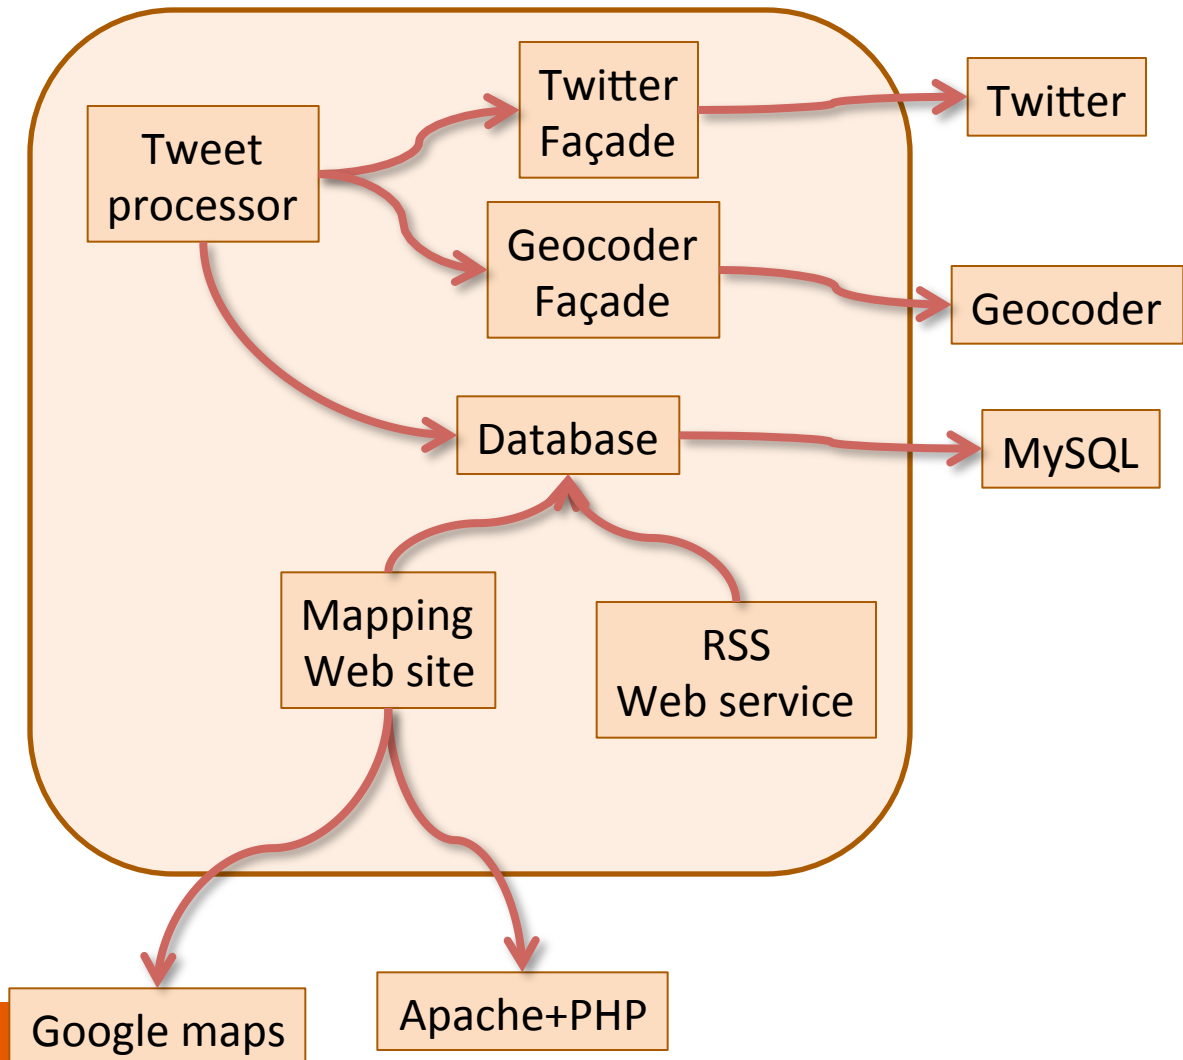 Twitter
Façade
Twitter
Tweet
processor
Geocoder
Façade
Geocoder
Database
MySQL
Mapping
Web site
RSS
Web service
Google maps
Apache+PHP